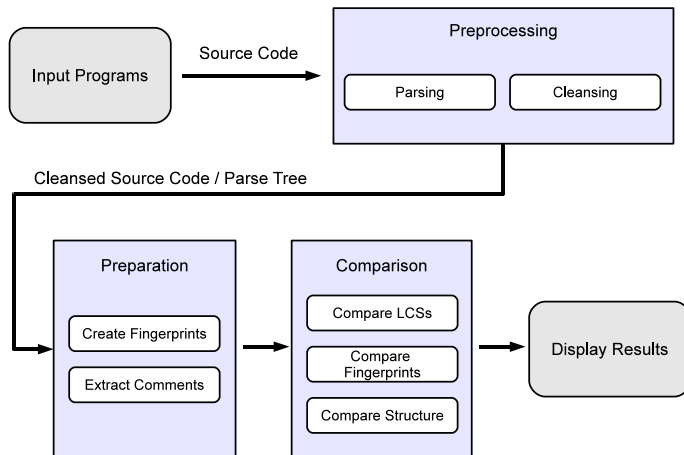 Input Programs
Source Code
Preprocessing
Parsing
Cleansing
Cleansed Source Code / Parse Tree
Preparation
Create Fingerprints
Extract Comments
Comparison
Compare LCSs
Compare
Fingerprints
Compare Structure
Display Results